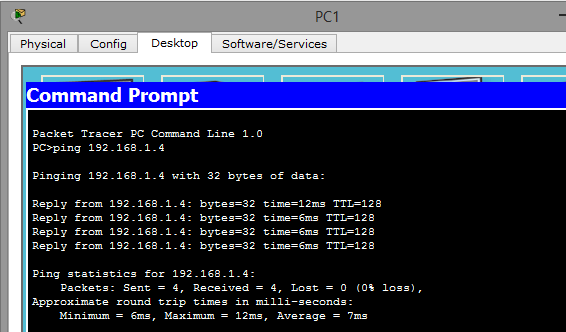 PC1
Physical Config Desktop Software/Services
Command Prompt
Packet Tracer PC Command Line 1.0
PC>ping 192.168.1.4
Pinging 192.168.1.4 with 32 bytes of data:
Reply from 192.168.1.4: bytes=32 time=12ms TTL=128
Reply from 192.168.1.4: bytes=32 time=6ms TTL=128
Reply from 192.168.1.4: bytes=32 time=6ms TTL=128
Reply from 192.168.1.4: bytes=32 time=6ms TTL=128
Ping statistics for 192.168.1.4:
Packets: Sent = 4, Received = 4, Lost = 0 (0% loss),
Approximate round trip times in milli-seconds:
Minimum = 6ms, Maximum = 12ms, Average = 7ms